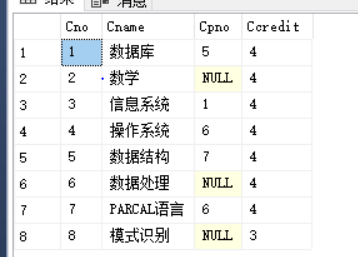 结果 消息
Cno Cname Cpno Ccredit
1 1 数据库 5 4
2 2 数学 NULL 4
3 3 信息系统 1 4
4 4 操作系统 6 4
5 5 数据结构 7 4
6 6 数据处理 NULL 4
7 7 PARCAL语言 6 4
8 8 模式识别 NULL 3